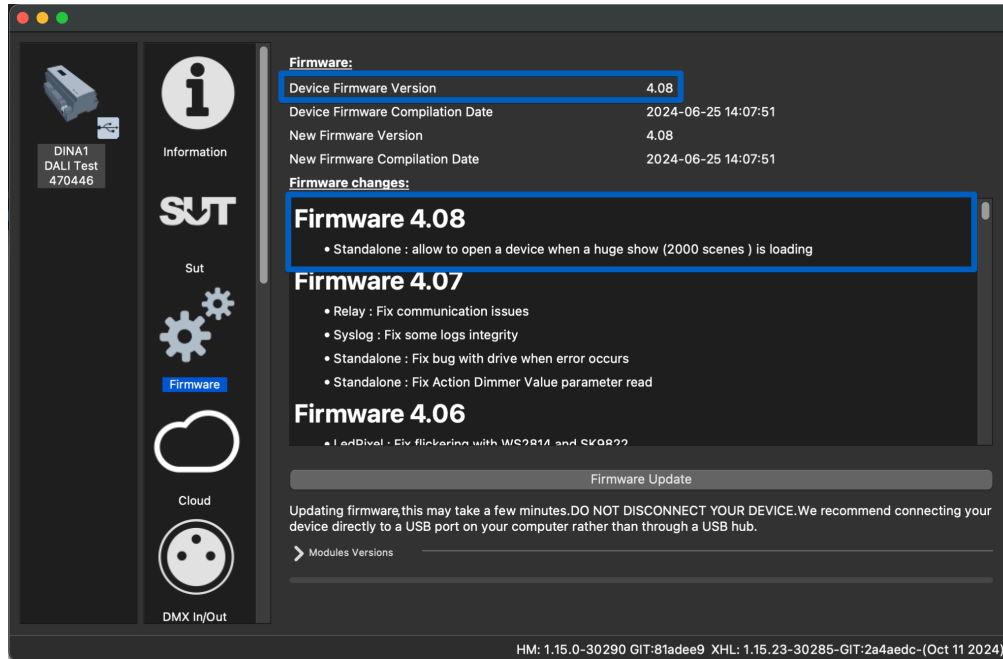 DINA1
DALI Test
470446
Information
SUT
Sut
Firmware
Cloud
DMX In/Out
Firmware:
Device Firmware Version 4.08
Device Firmware Compilation Date 2024-06-25 14:07:51
New Firmware Version 4.08
New Firmware Compilation Date 2024-06-25 14:07:51
Firmware changes:
Firmware 4.08
• Standalone : allow to open a device when a huge show (2000 scenes ) is loading
Firmware 4.07
• Relay : Fix communication issues
• Syslog : Fix some logs integrity
• Standalone : Fix bug with drive when error occurs
• Standalone : Fix Action Dimmer Value parameter read
Firmware 4.06
• LedPixel : Fix flickering with WS2814 and SK9822
Firmware Update
Updating firmware,this may take a few minutes.DO NOT DISCONNECT YOUR DEVICE.We recommend connecting your
device directly to a USB port on your computer rather than through a USB hub.
Modules Versions
HM: 1.15.0-30290 GIT:81adee9 XHL: 1.15.23-30285-GIT:2a4aedc-(Oct 11 2024)